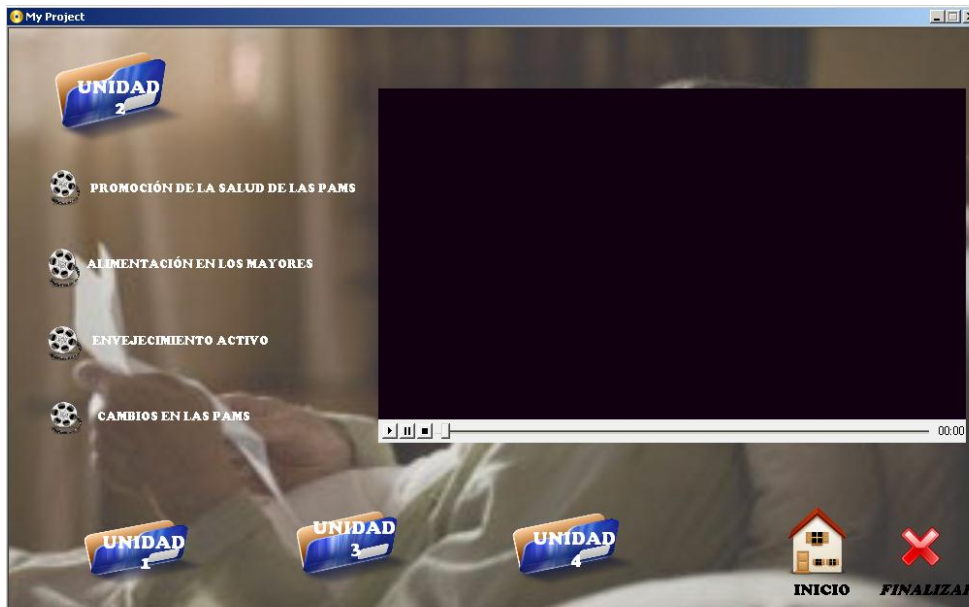 My Project
UNIDAD
2
PROMOCIÓN DE LA SALUD DE LAS PAMS
ALIMENTACIÓN EN LOS MAYORES
ENVEJECIMIENTO ACTIVO
CAMBIOS EN LAS PAMS
00:00
UNIDAD
1
UNIDAD
3
UNIDAD
4
INICIO
FINALIZAR